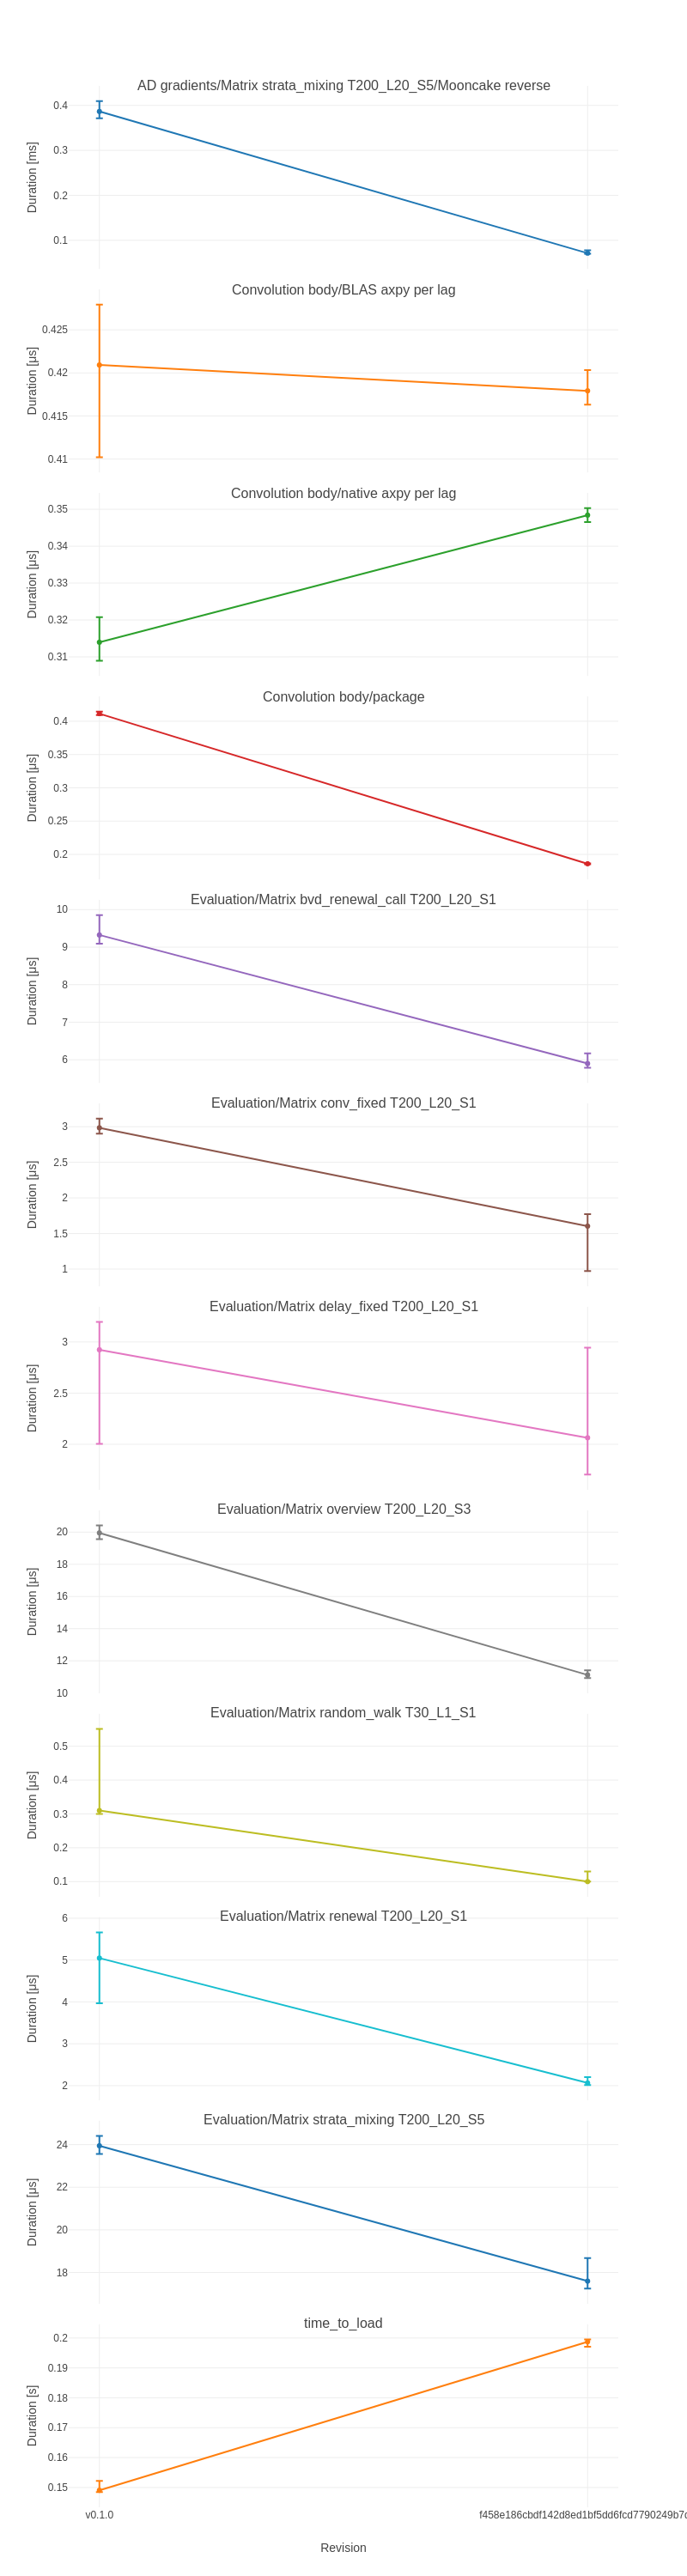 AD gradients/Matrix strata_mixing T200_L20_S5/Mooncake reverse
0.4
0.3
0.2
0.1
Duration [ms]
Convolution body/BLAS axpy per lag
0.425
0.42
0.415
0.41
Duration [μs]
Convolution body/native axpy per lag
0.35
0.34
0.33
0.32
0.31
Duration [μs]
Convolution body/package
0.4
0.35
0.3
0.25
0.2
Duration [μs]
Evaluation/Matrix bvd_renewal_call T200_L20_S1
10
9
8
7
6
Duration [μs]
Evaluation/Matrix conv_fixed T200_L20_S1
3
2.5
2
1.5
1
Duration [μs]
Evaluation/Matrix delay_fixed T200_L20_S1
3
2.5
2
Duration [μs]
Evaluation/Matrix overview T200_L20_S3
20
18
16
14
12
10
Duration [μs]
Evaluation/Matrix random_walk T30_L1_S1
0.5
0.4
0.3
0.2
0.1
Duration [μs]
Evaluation/Matrix renewal T200_L20_S1
6
5
4
3
2
Duration [μs]
Evaluation/Matrix strata_mixing T200_L20_S5
24
22
20
18
Duration [μs]
time_to_load
0.2
0.19
0.18
0.17
0.16
0.15
Duration [s]
v0.1.0
f458e186cbdf142d8ed1bf5dd6fcd7790249b7
Revision